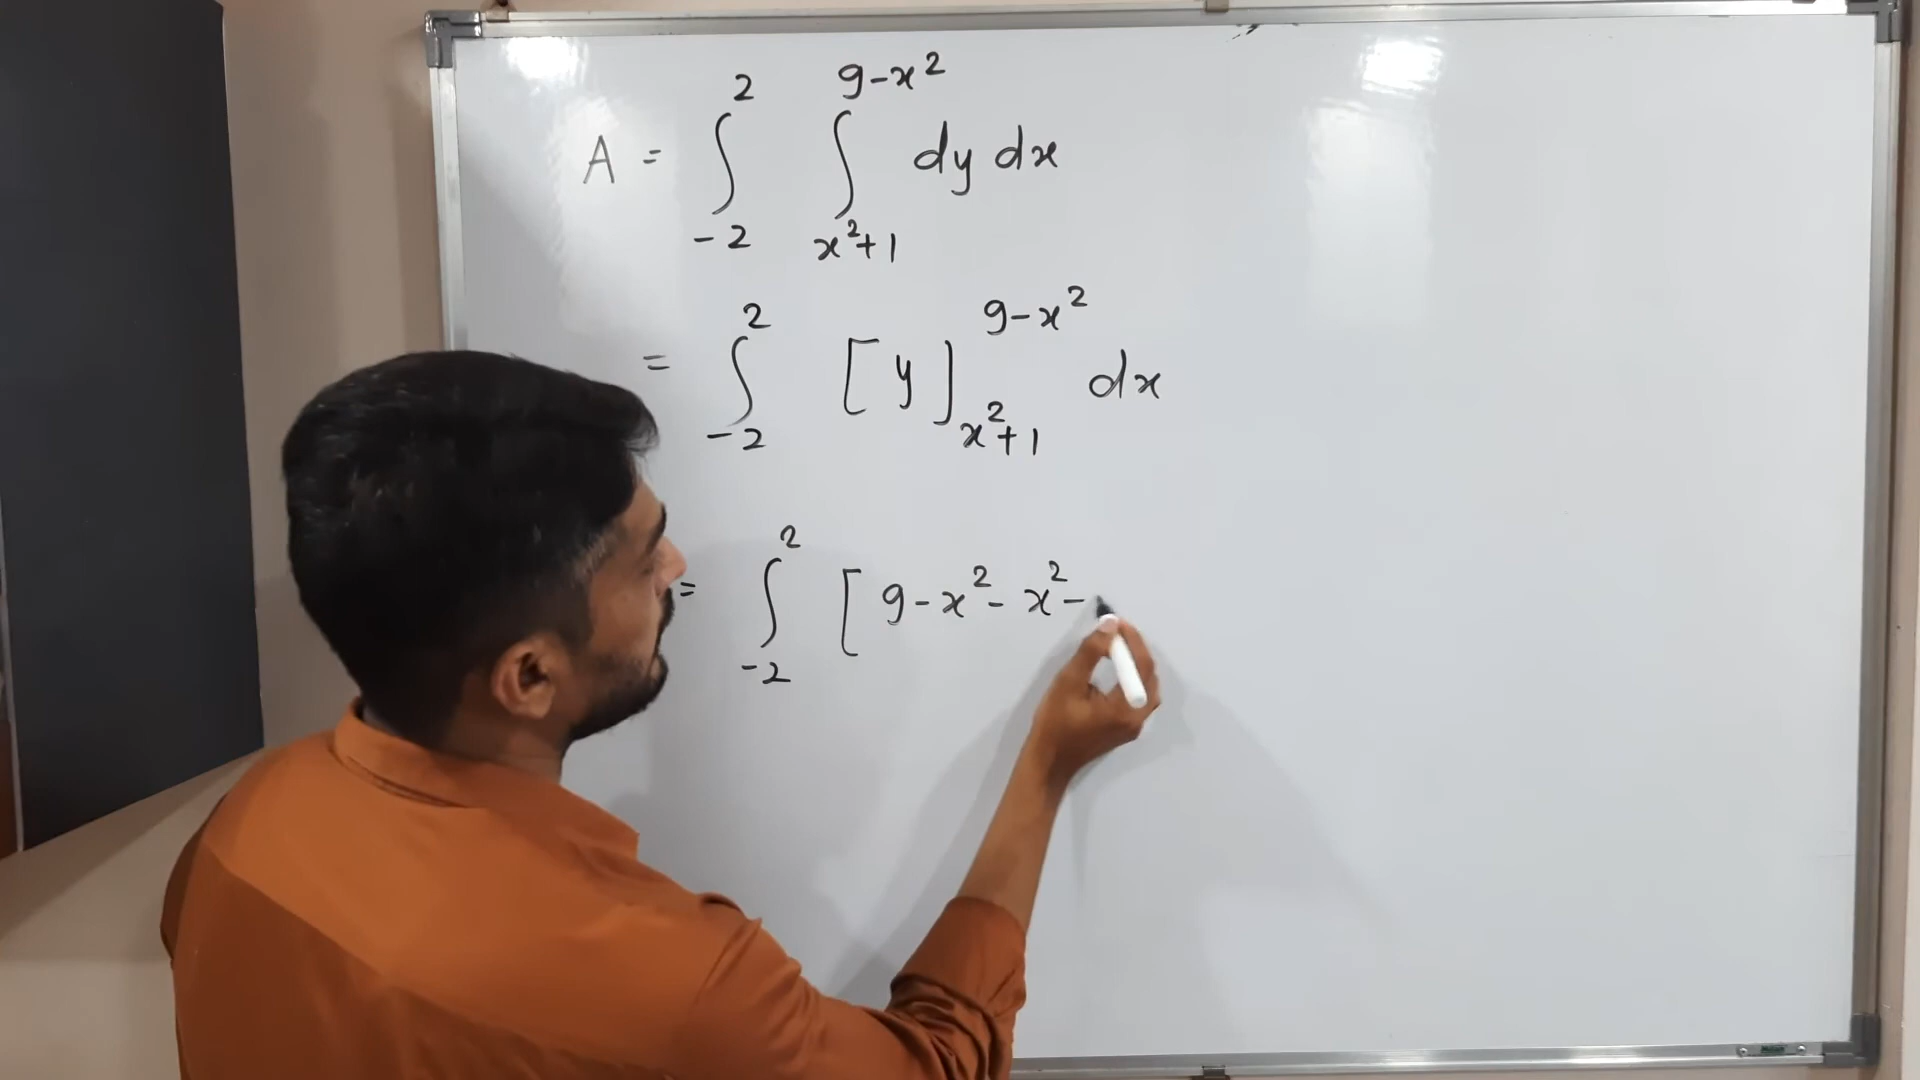 A = ∫_{-2}^{2} ∫_{x²+1}^{9-x²} dy dx
= ∫_{-2}^{2} [y]_{x²+1}^{9-x²} dx
= ∫_{-2}^{2} [ 9-x²- x²-